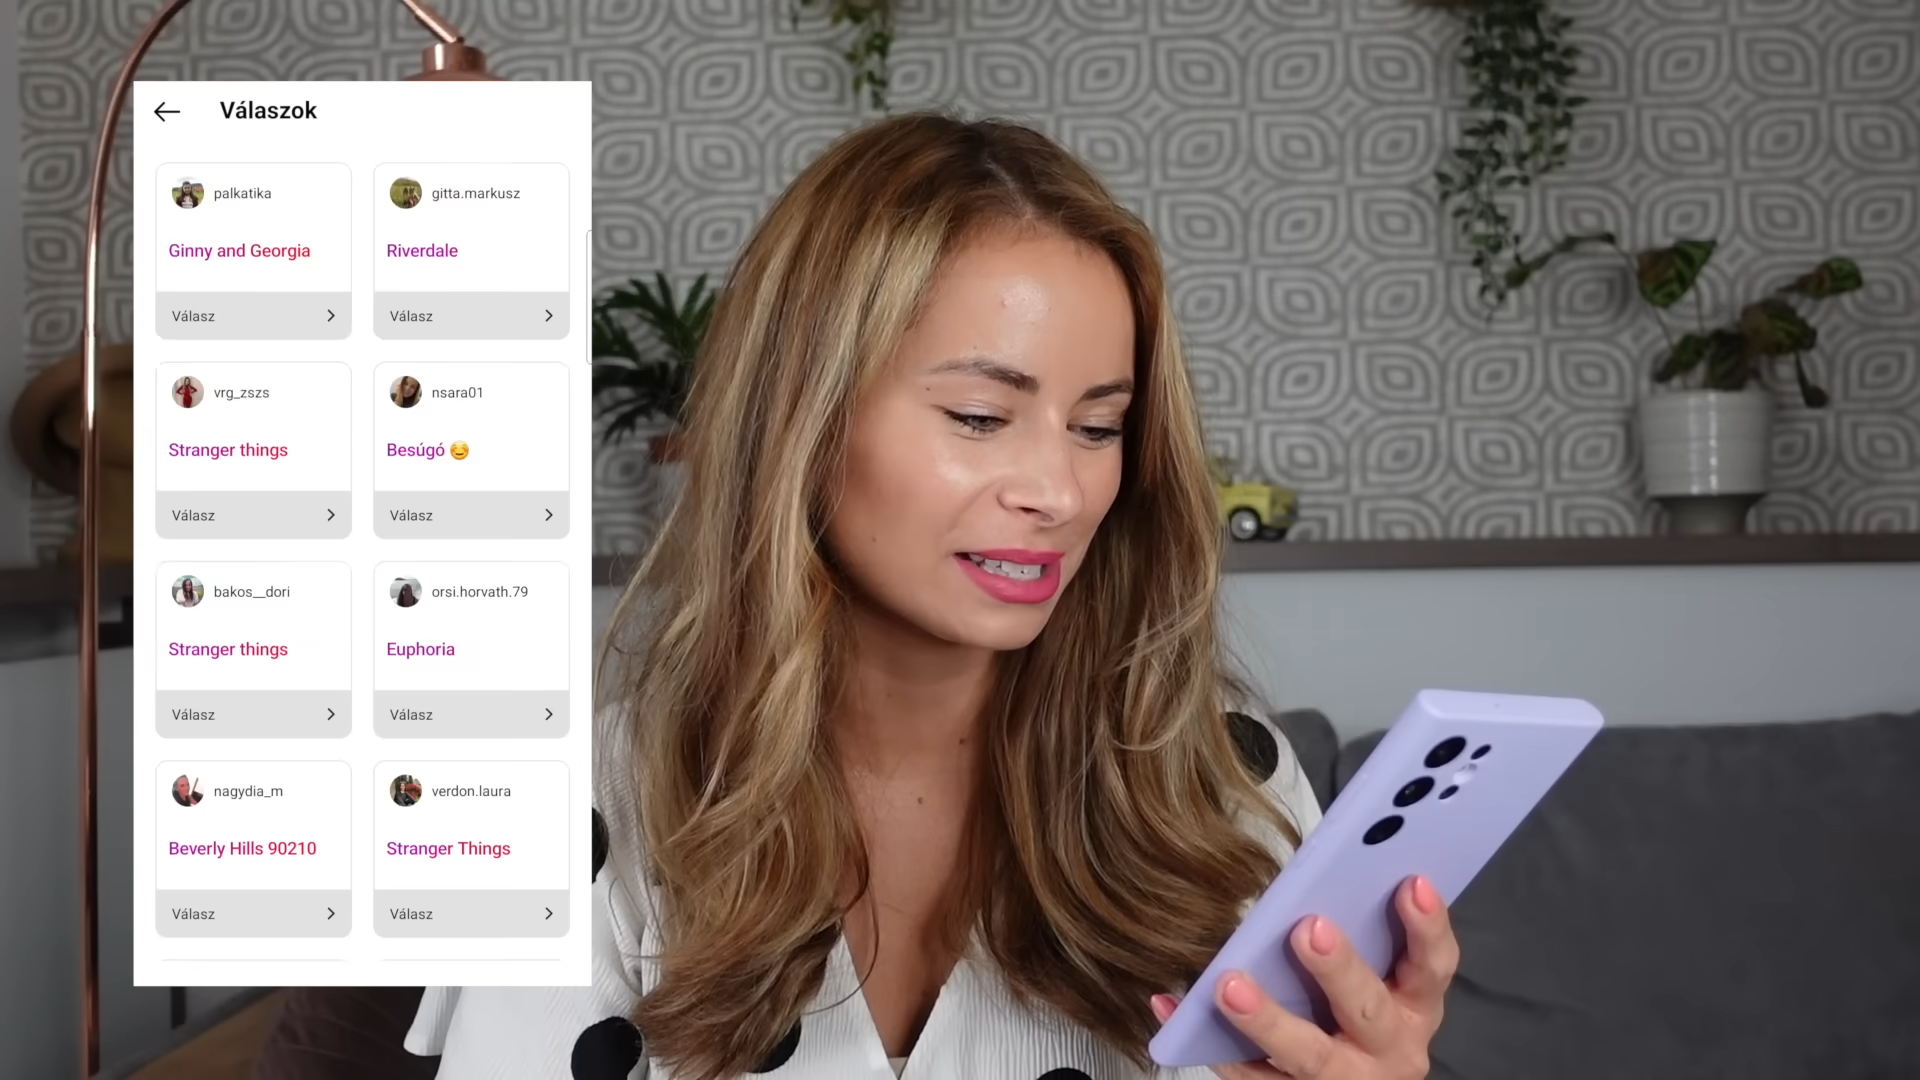 Válaszok
palkatika
gitta.markusz
Ginny and Georgia
Riverdale
Válasz
Válasz
vrg_zszs
nsara01
Stranger things
Besúgó 😊
Válasz
Válasz
bakos__dori
orsi.horvath.79
Stranger things
Euphoria
Válasz
Válasz
nagydia_m
verdon.laura
Beverly Hills 90210
Stranger Things
Válasz
Válasz